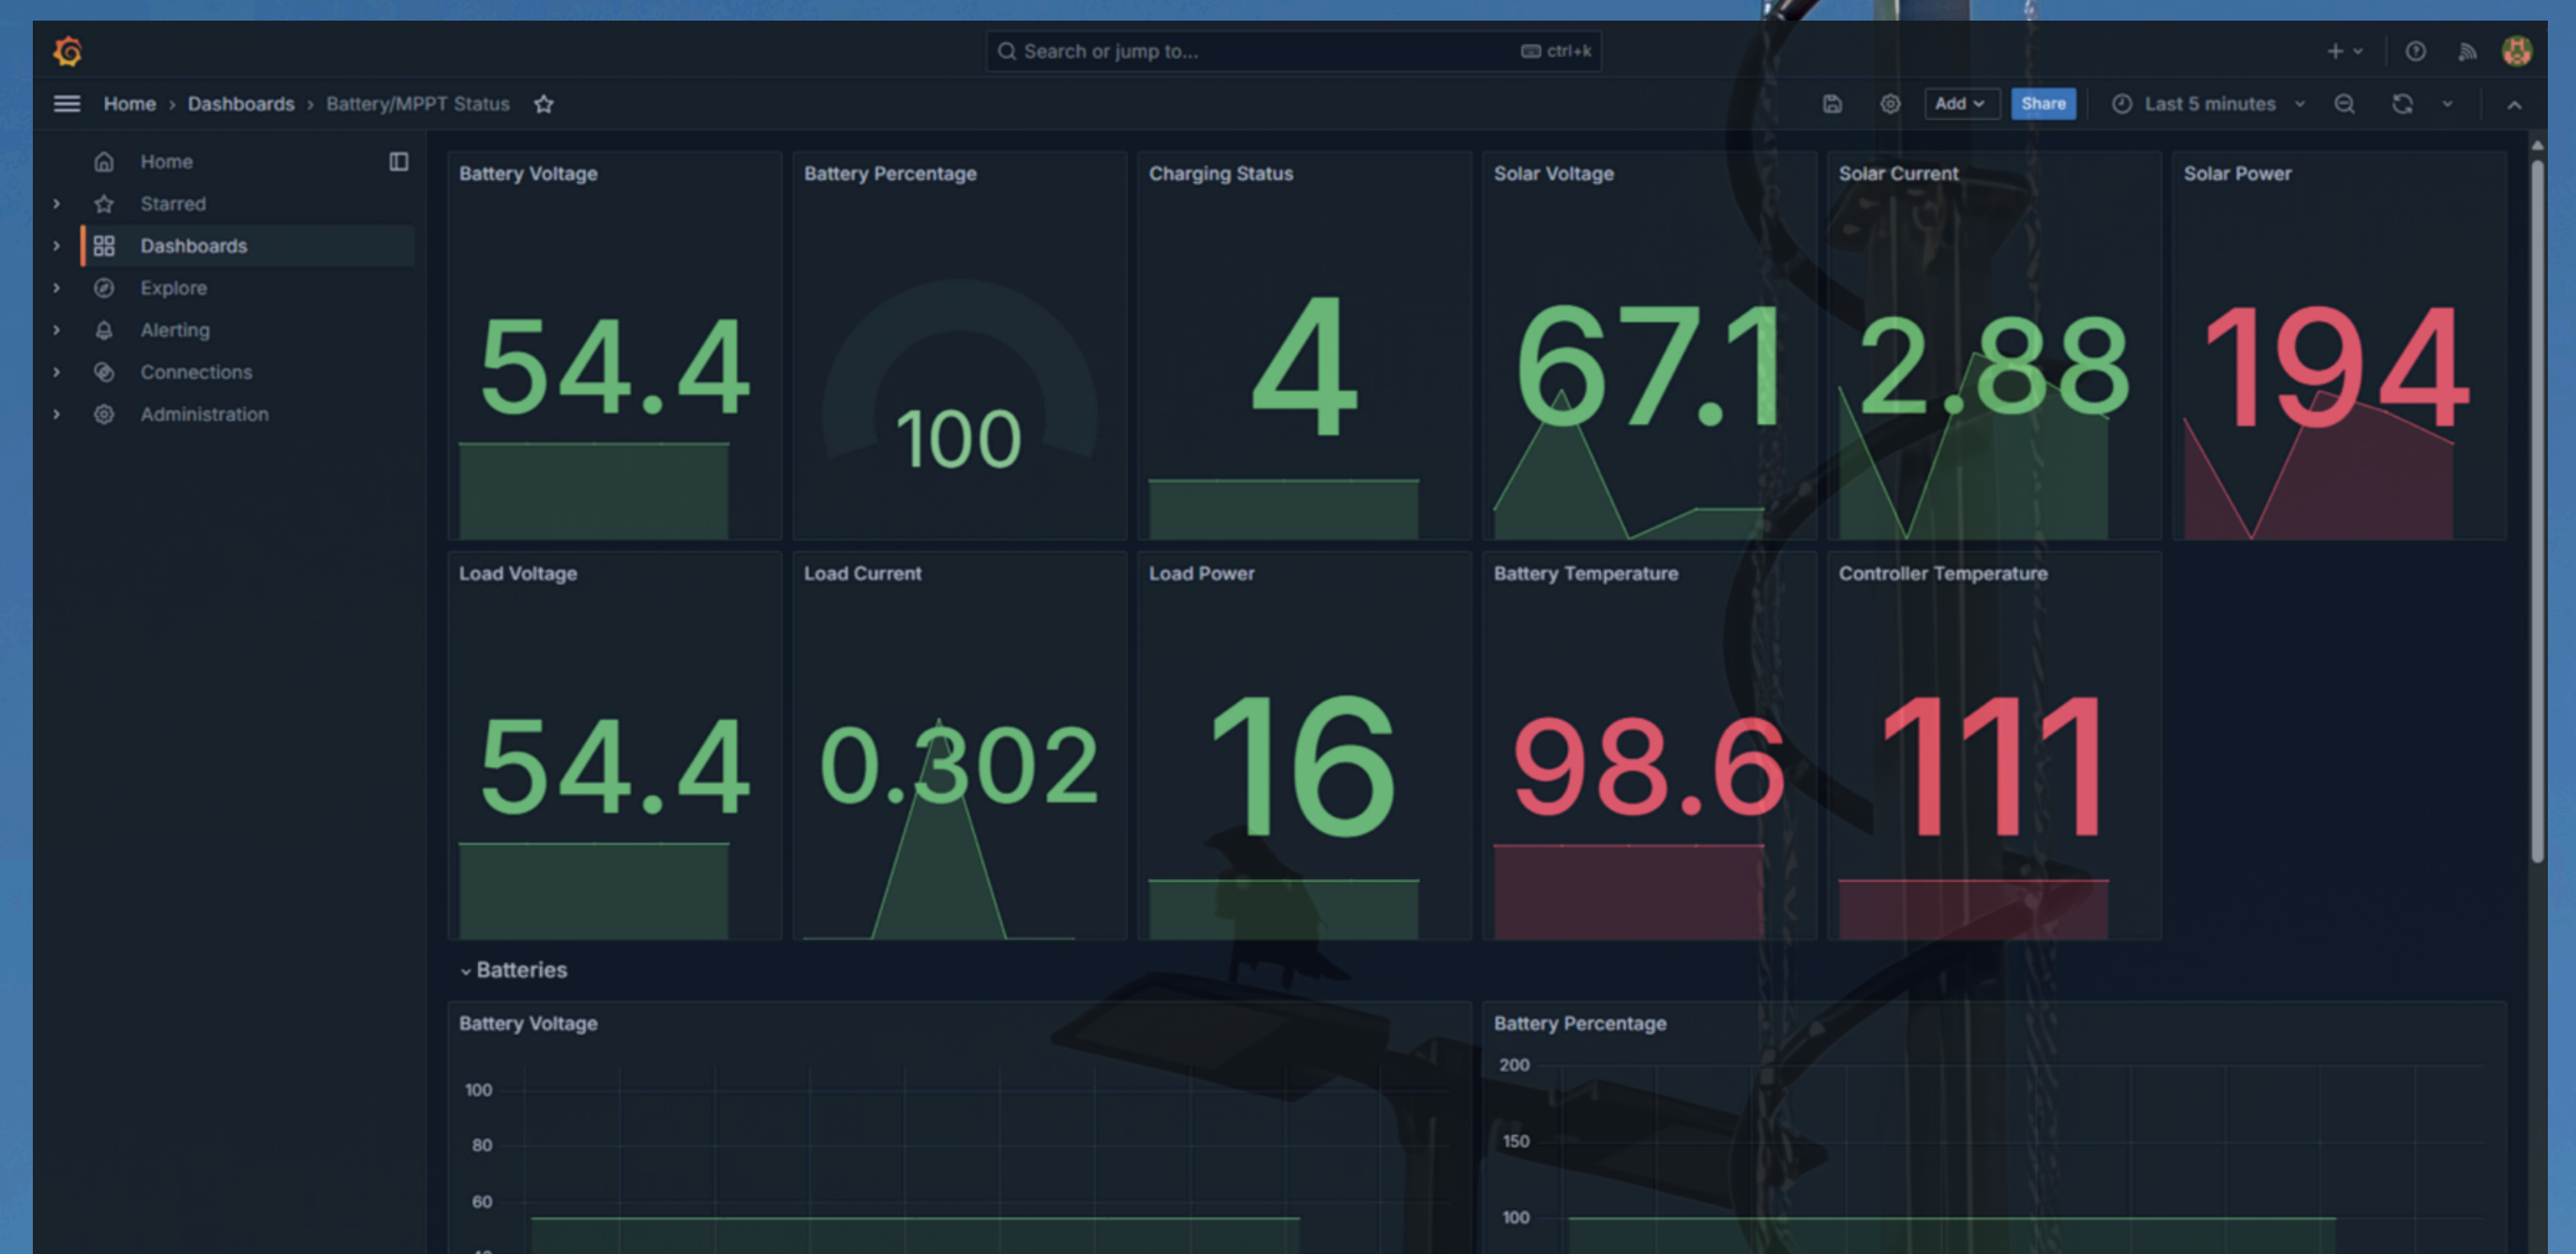 Search or jump to... ctrl+k
Home › Dashboards › Battery/MPPT Status
Add
Share
Last 5 minutes
Home
Starred
Dashboards
Explore
Alerting
Connections
Administration
Battery Voltage
54.4
Battery Percentage
100
Charging Status
4
Solar Voltage
67.1
Solar Current
2.88
Solar Power
194
Load Voltage
54.4
Load Current
0.302
Load Power
16
Battery Temperature
98.6
Controller Temperature
111
Batteries
Battery Voltage
100
80
60
Battery Percentage
200
150
100